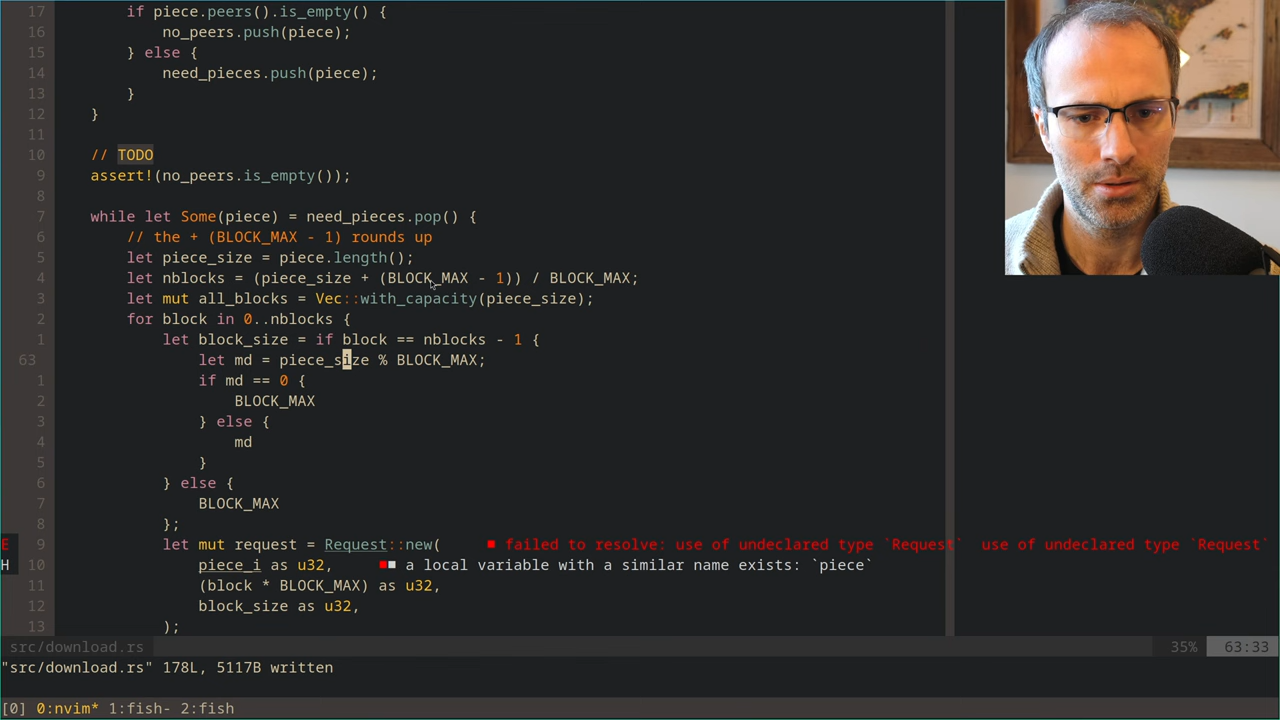 17 if piece.peers().is_empty() {
16 no_peers.push(piece);
15 } else {
14 need_pieces.push(piece);
13 }
12 }
11
10 // TODO
9 assert!(no_peers.is_empty());
8
7 while let Some(piece) = need_pieces.pop() {
6 // the + (BLOCK_MAX - 1) rounds up
5 let piece_size = piece.length();
4 let nblocks = (piece_size + (BLOCK_MAX - 1)) / BLOCK_MAX;
3 let mut all_blocks = Vec::with_capacity(piece_size);
2 for block in 0..nblocks {
1 let block_size = if block == nblocks - 1 {
63 let md = piece_size % BLOCK_MAX;
1 if md == 0 {
2 BLOCK_MAX
3 } else {
4 md
5 }
6 } else {
7 BLOCK_MAX
8 };
E 9 let mut request = Request::new( ■ failed to resolve: use of undeclared type `Request` use of undeclared type `Request`
H 10 piece_i as u32, ■■ a local variable with a similar name exists: `piece`
11 (block * BLOCK_MAX) as u32,
12 block_size as u32,
13 );
src/download.rs 35% 63:33
"src/download.rs" 178L, 5117B written
[0] 0:nvim* 1:fish- 2:fish